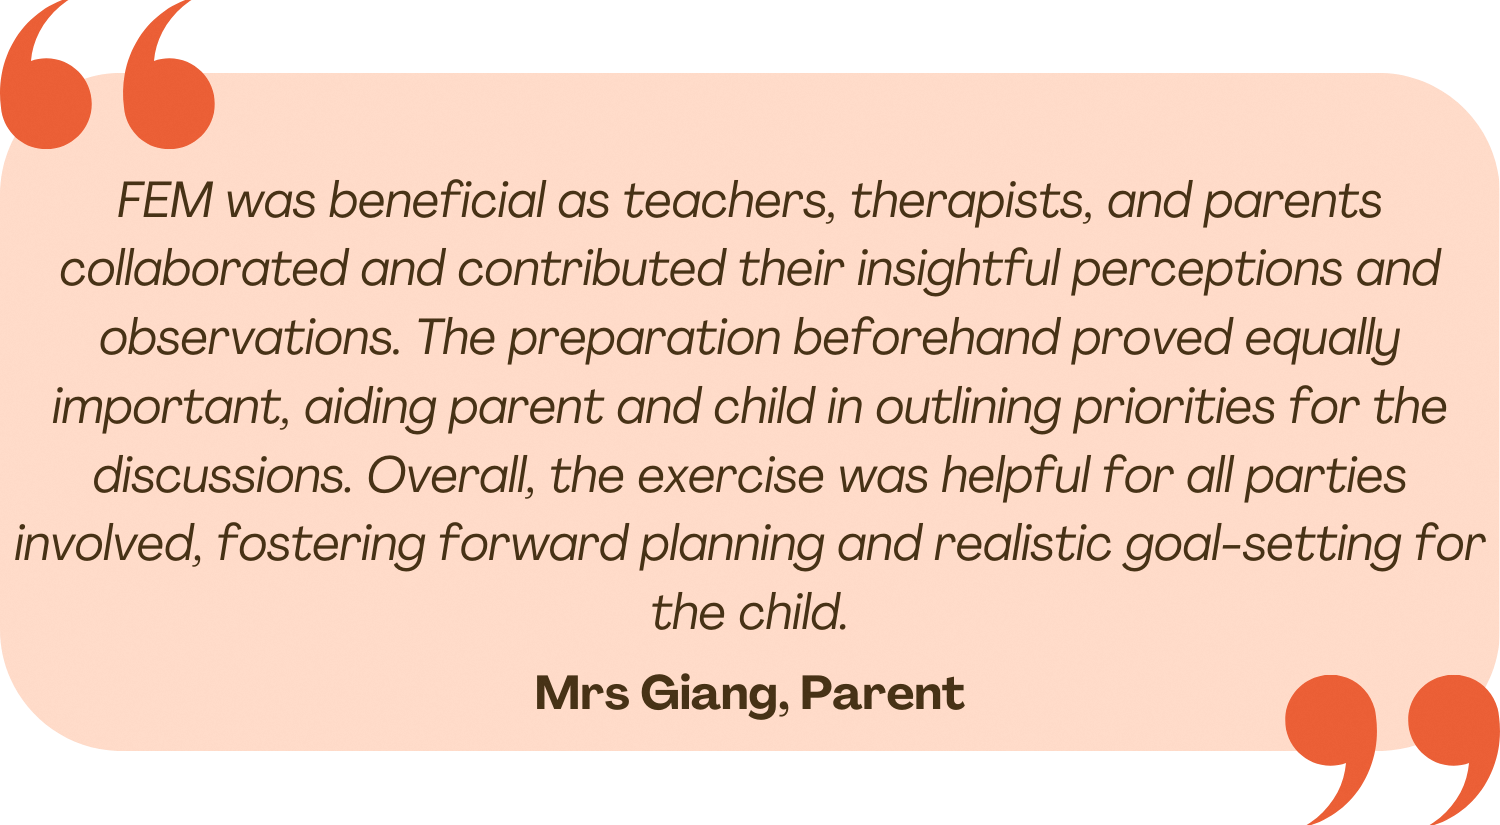 FEM was beneficial as teachers, therapists, and parents
collaborated and contributed their insightful perceptions and
observations. The preparation beforehand proved equally
important, aiding parent and child in outlining priorities for the
discussions. Overall, the exercise was helpful for all parties
involved, fostering forward planning and realistic goal-setting for
the child.
Mrs Giang, Parent